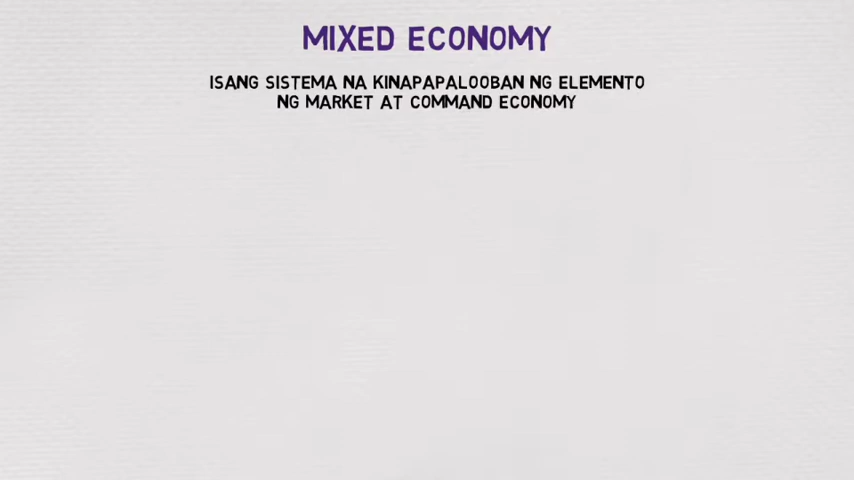 MIXED ECONOMY
ISANG SISTEMA NA KINAPAPALOOBAN NG ELEMENTO
NG MARKET AT COMMAND ECONOMY